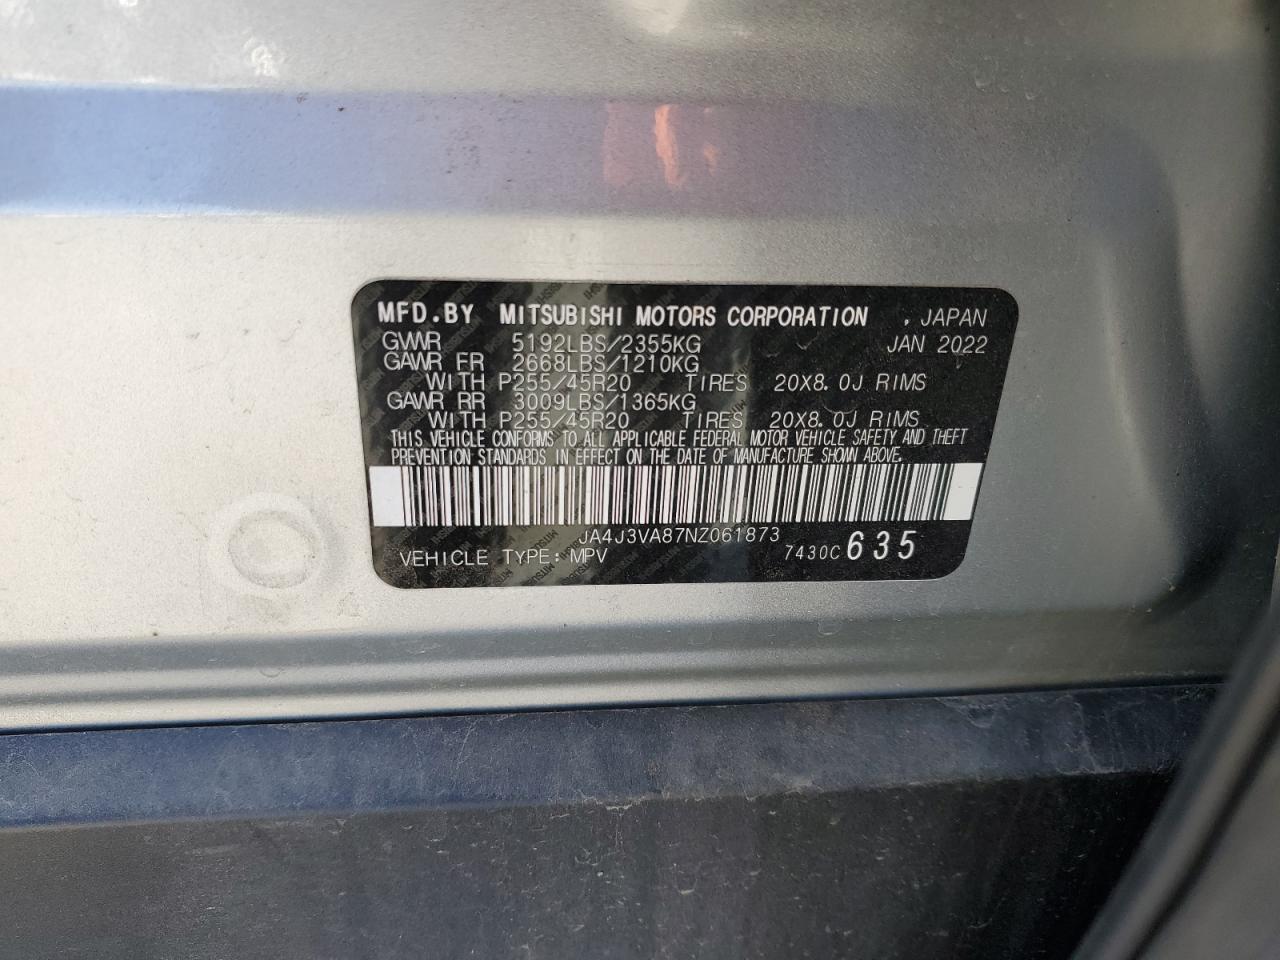 MFD.BY MITSUBISHI MOTORS CORPORATION , JAPAN
GVWR 5192LBS/2355KG JAN 2022
GAWR FR 2668LBS/1210KG
WITH P255/45R20 TIRES 20X8.0J RIMS
GAWR RR 3009LBS/1365KG
WITH P255/45R20 TIRES 20X8.0J RIMS
THIS VEHICLE CONFORMS TO ALL APPLICABLE FEDERAL MOTOR VEHICLE SAFETY AND THEFT
PREVENTION STANDARDS IN EFFECT ON THE DATE OF MANUFACTURE SHOWN ABOVE.
JA4J3VA87NZ061873
VEHICLE TYPE: MPV 7430C 635